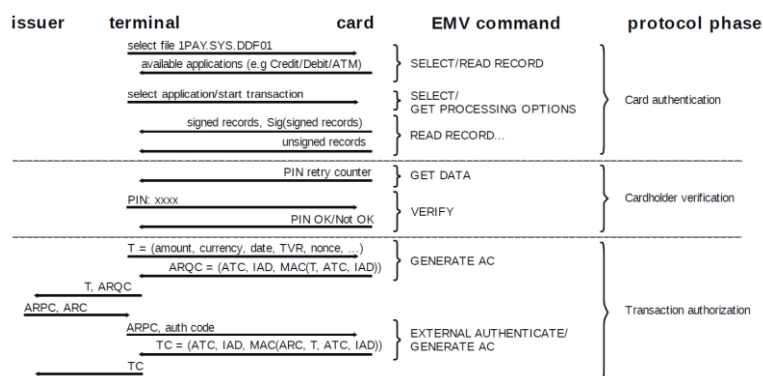 issuer terminal card EMV command protocol phase
select file 1PAY.SYS.DDF01
available applications (e.g Credit/Debit/ATM)
SELECT/READ RECORD
select application/start transaction
SELECT/
GET PROCESSING OPTIONS
Card authentication
signed records, Sig(signed records)
unsigned records
READ RECORD...
PIN retry counter
GET DATA
PIN: xxxx
PIN OK/Not OK
VERIFY
Cardholder verification
T = (amount, currency, date, TVR, nonce, ...)
ARQC = (ATC, IAD, MAC(T, ATC, IAD))
GENERATE AC
T, ARQC
ARPC, ARC
Transaction authorization
ARPC, auth code
TC = (ATC, IAD, MAC(ARC, T, ATC, IAD))
EXTERNAL AUTHENTICATE/
GENERATE AC
TC